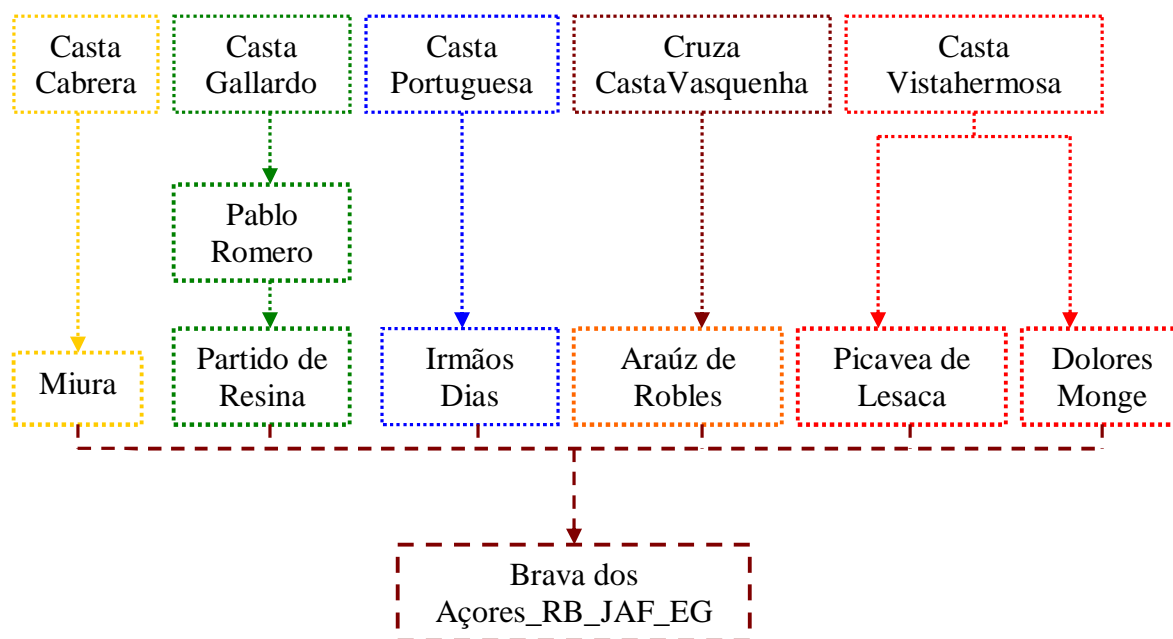 Casta
Cabrera
Casta
Gallardo
Casta
Portuguesa
Cruza
CastaVasquenha
Casta
Vistahermosa
Pablo
Romero
Miura
Partido de
Resina
Irmãos
Dias
Araúz de
Robles
Picavea de
Lesaca
Dolores
Monge
Brava dos
Açores_RB_JAF_EG